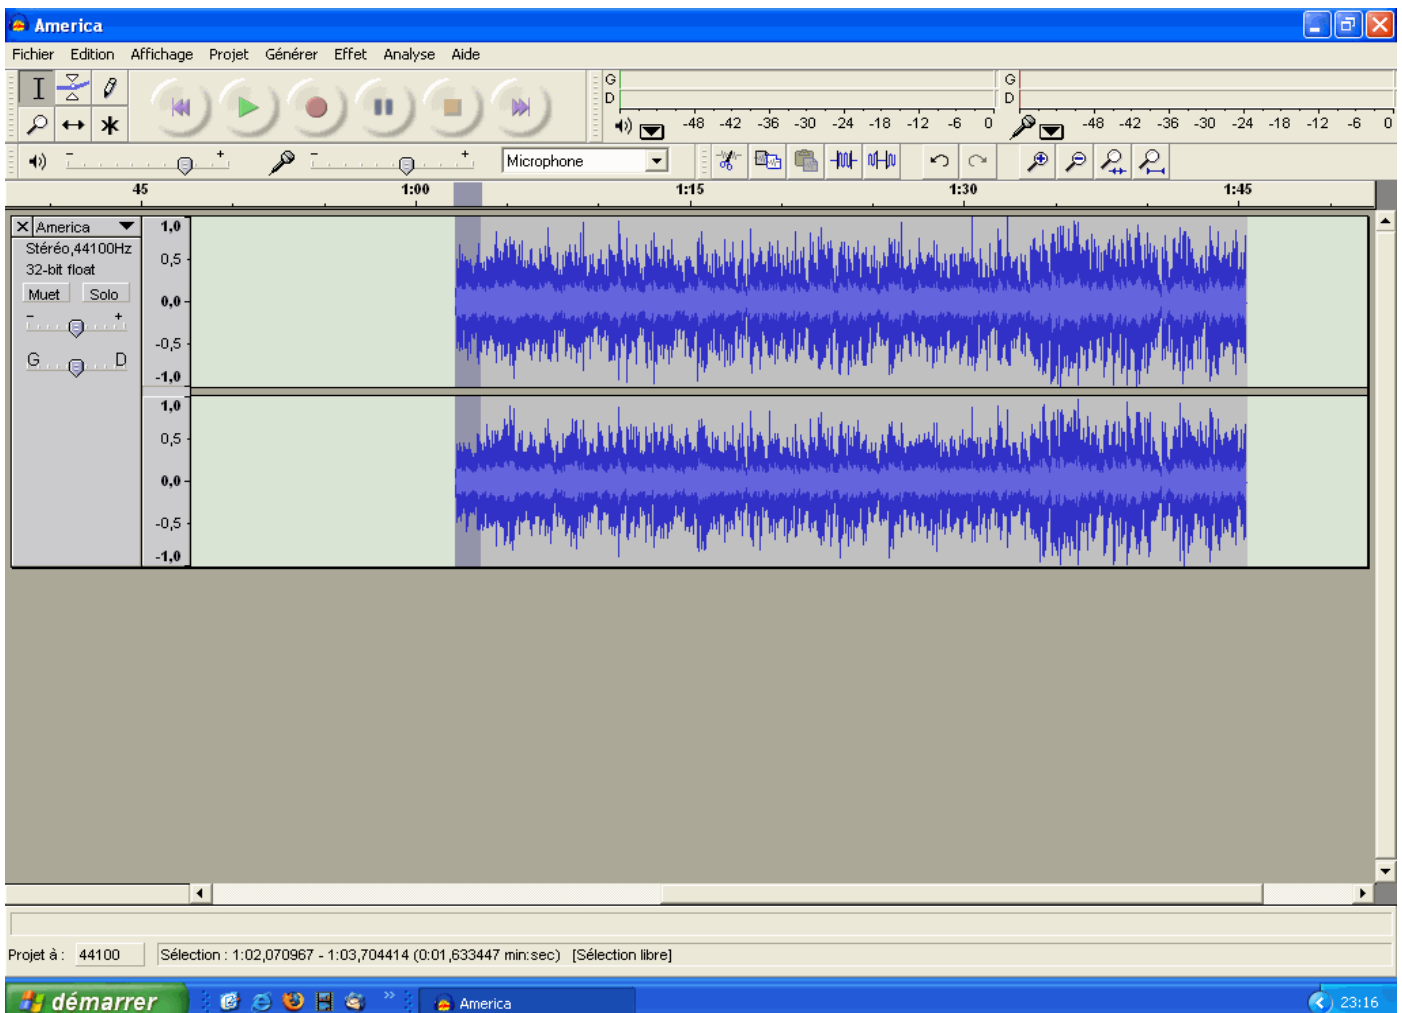 America
Fichier Edition Affichage Projet Générer Effet Analyse Aide
G G
D D
-48 -42 -36 -30 -24 -18 -12 -6 0 -48 -42 -36 -30 -24 -18 -12 -6 0
- + - + Microphone
45 1:00 1:15 1:30 1:45
America 1,0
Stéréo,44100Hz
32-bit float 0,5
Muet Solo 0,0
- +
-0,5
G D
-1,0
1,0
0,5
0,0
-0,5
-1,0
Projet à : 44100 Sélection : 1:02,070967 - 1:03,704414 (0:01,633447 min:sec) [Sélection libre]
démarrer America 23:16